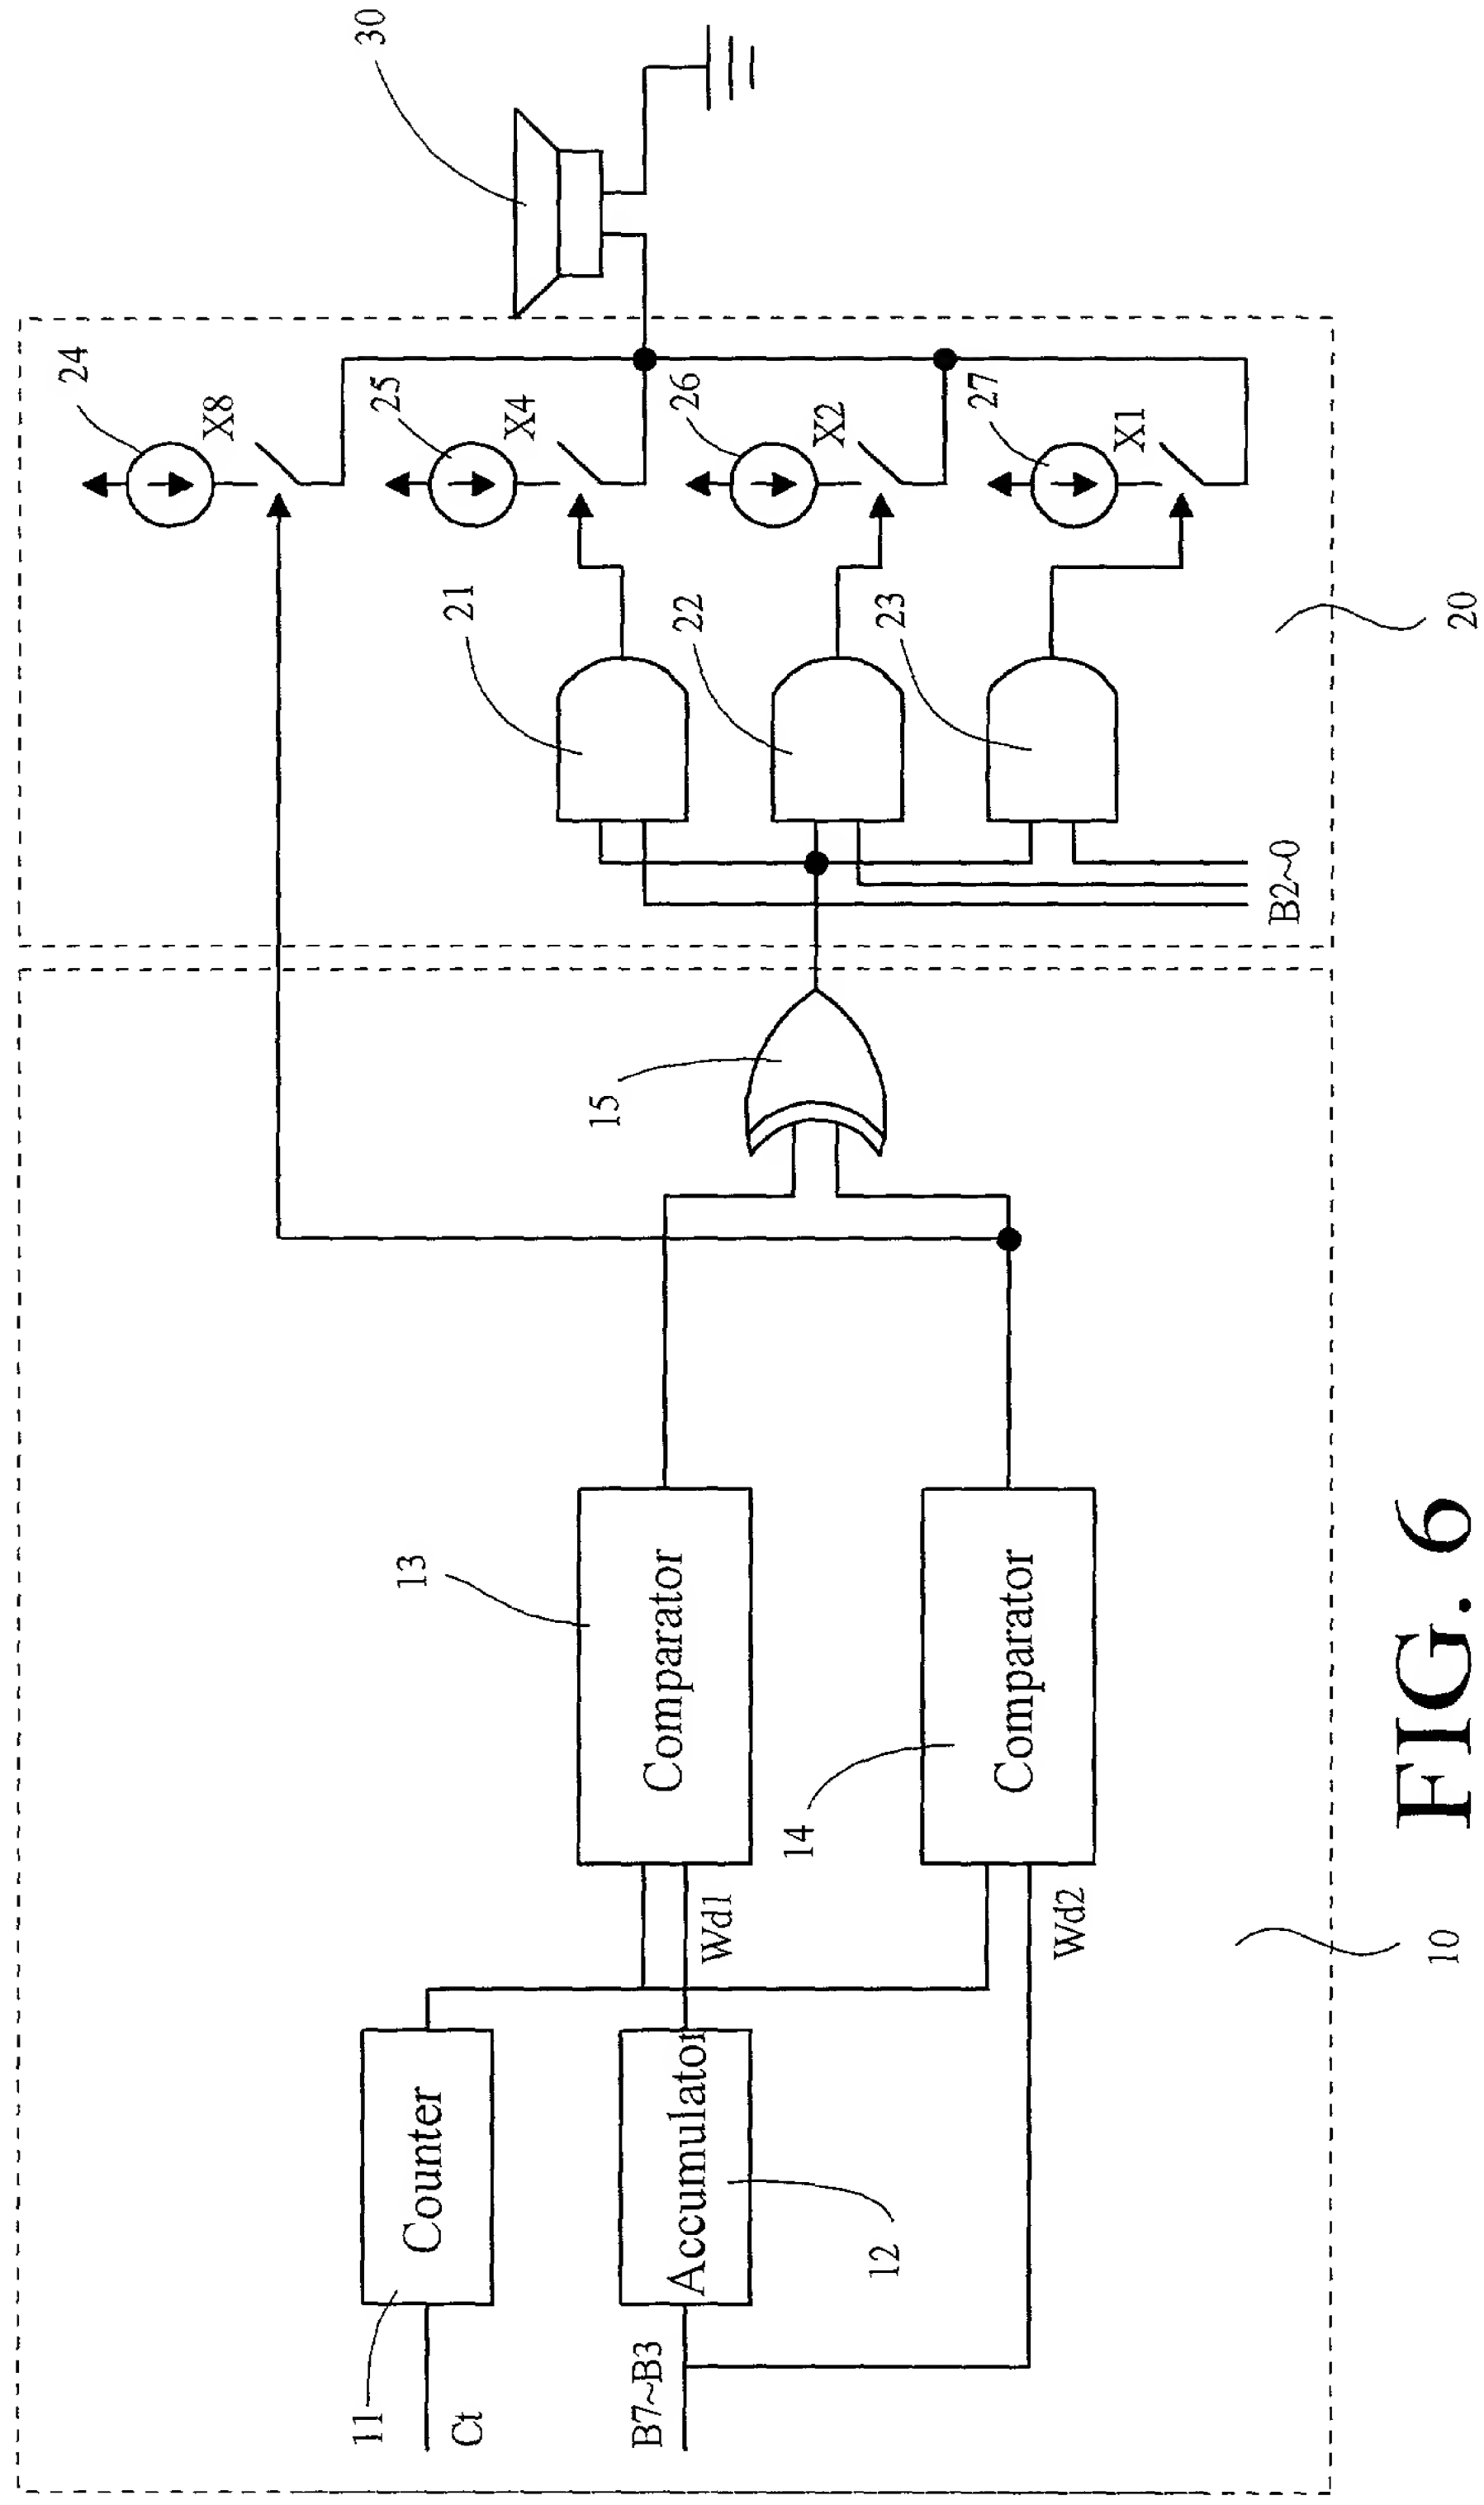 30
24
X8
25
X4
26
X2
27
X1
21
22
23
B2~0
20
15
13
Comparator
14
Comparator
Wd1
Wd2
11
Counter
Ct
Accumulator
12
B7~B3
10
FIG. 6